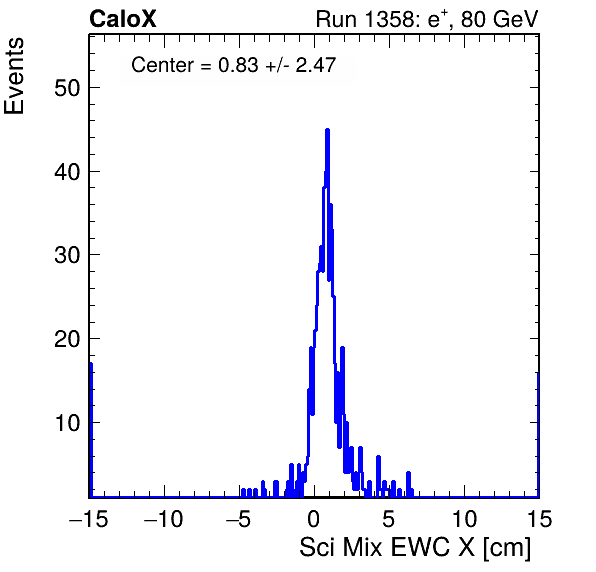 CaloX Run 1358: e⁺, 80 GeV
Center = 0.83 +/- 2.47
Events
50
40
30
20
10
−15 −10 −5 0 5 10 15
Sci Mix EWC X [cm]